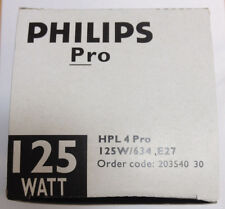 PHILIPS
Pro
125
WATT
HPL 4 Pro
125W/634 ,E27
Order code: 203540 30